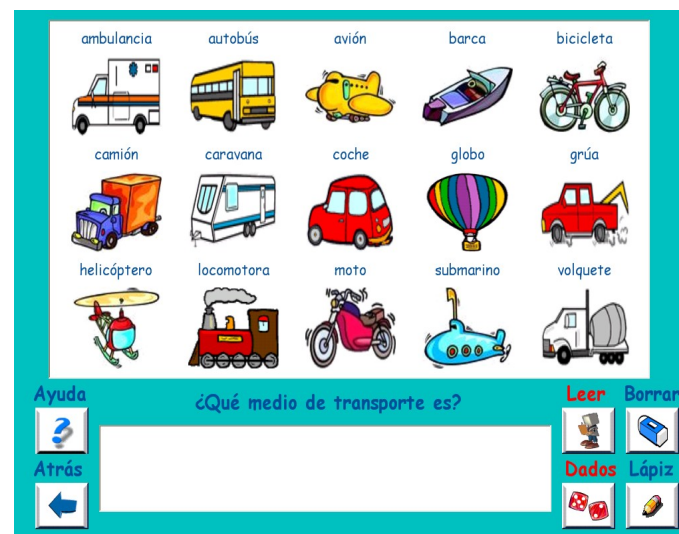 ambulancia autobús avión barca bicicleta
camión caravana coche globo grúa
helicóptero locomotora moto submarino volquete
Ayuda ¿Qué medio de transporte es? Leer Borrar
Atrás Dados Lápiz